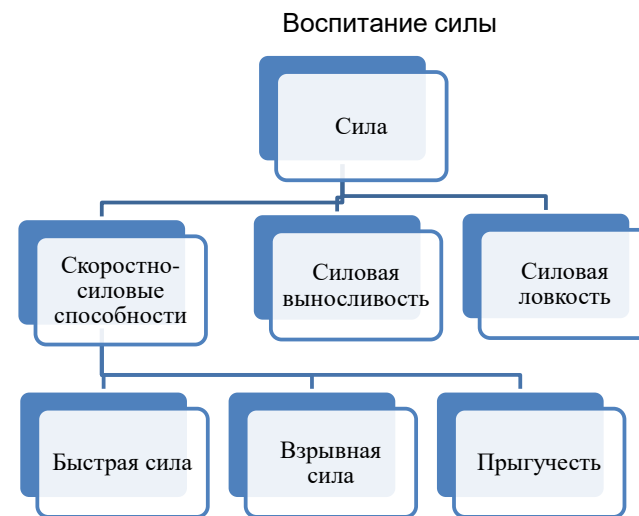 Воспитание силы
Сила
Скоростно-
силовые
способности
Силовая
выносливость
Силовая
ловкость
Быстрая сила
Взрывная
сила
Прыгучесть